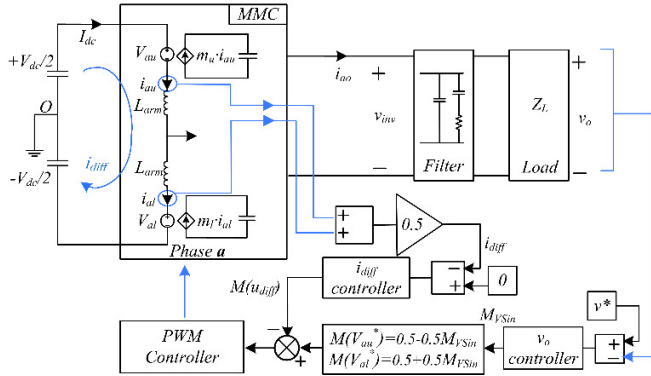 MMC
I_dc
+V_dc/2
V_au
m_u·i_au
i_au
L_arm
O
i_diff
L_arm
-V_dc/2
i_al
V_al
m_l·i_al
Phase a
i_ao
+
v_inv
−
Filter
Z_L
Load
+
v_o
−
+
+
0.5
i_diff
i_diff
controller
−
+
0
M(u_diff)
PWM
Controller
−
+
M(V_au*)=0.5-0.5M_VSin
M(V_al*)=0.5+0.5M_VSin
M_VSin
v_o
controller
v*
+
−